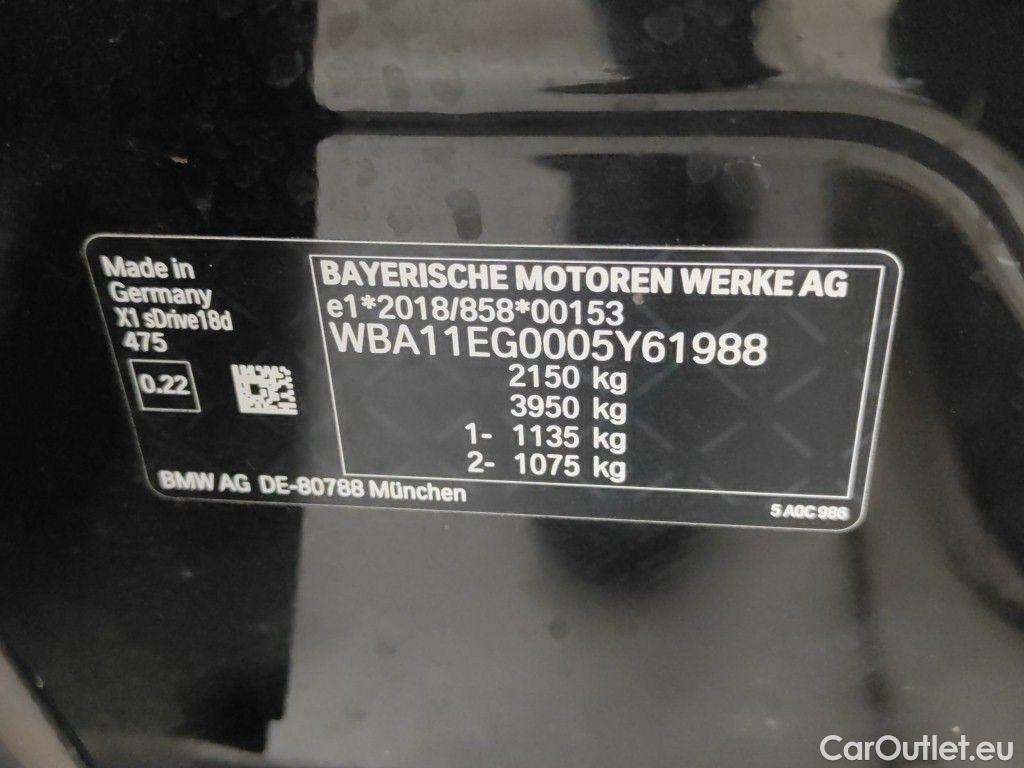 Made in
Germany
X1 sDrive18d
475
0.22
BAYERISCHE MOTOREN WERKE AG
e1*2018/858*00153
WBA11EG0005Y61988
2150 kg
3950 kg
1- 1135 kg
2- 1075 kg
BMW AG DE-80788 München
5 A0C 986
CarOutlet.eu